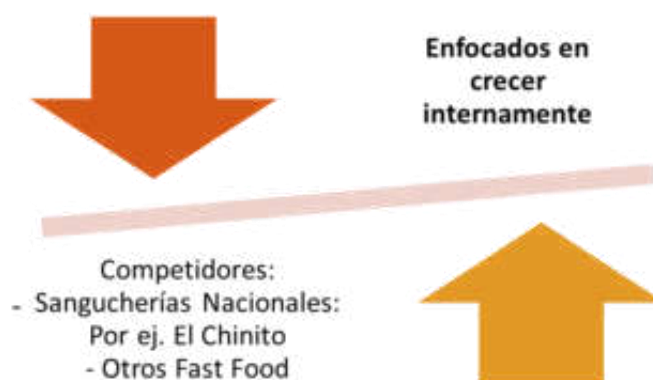 Enfocados en
crecer
internamente
Competidores:
- Sangucherías Nacionales:
Por ej. El Chinito
- Otros Fast Food